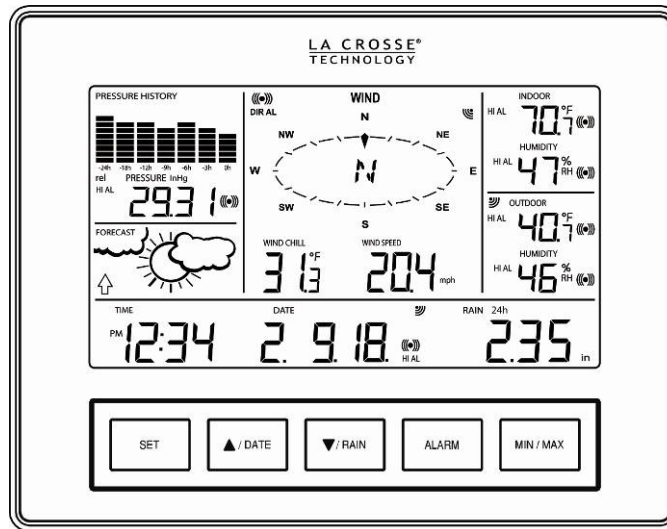 LA CROSSE®
TECHNOLOGY
PRESSURE HISTORY
-24h -18h -12h -9h -6h -3h 0h
rel PRESSURE InHg
HI AL 29.31
FORECAST
DIR AL
WIND
N
NW NE
W N E
SW SE
S
WIND CHILL WIND SPEED
31.3 °F 20.4 mph
INDOOR
HI AL 70.7 °F
HUMIDITY
HI AL 47 % RH
OUTDOOR
HI AL 40.7 °F
HUMIDITY
HI AL 46 % RH
TIME DATE RAIN 24h
PM 12:34 2. 9.18. HI AL 2.35 in
SET ▲/ DATE ▼/ RAIN ALARM MIN / MAX